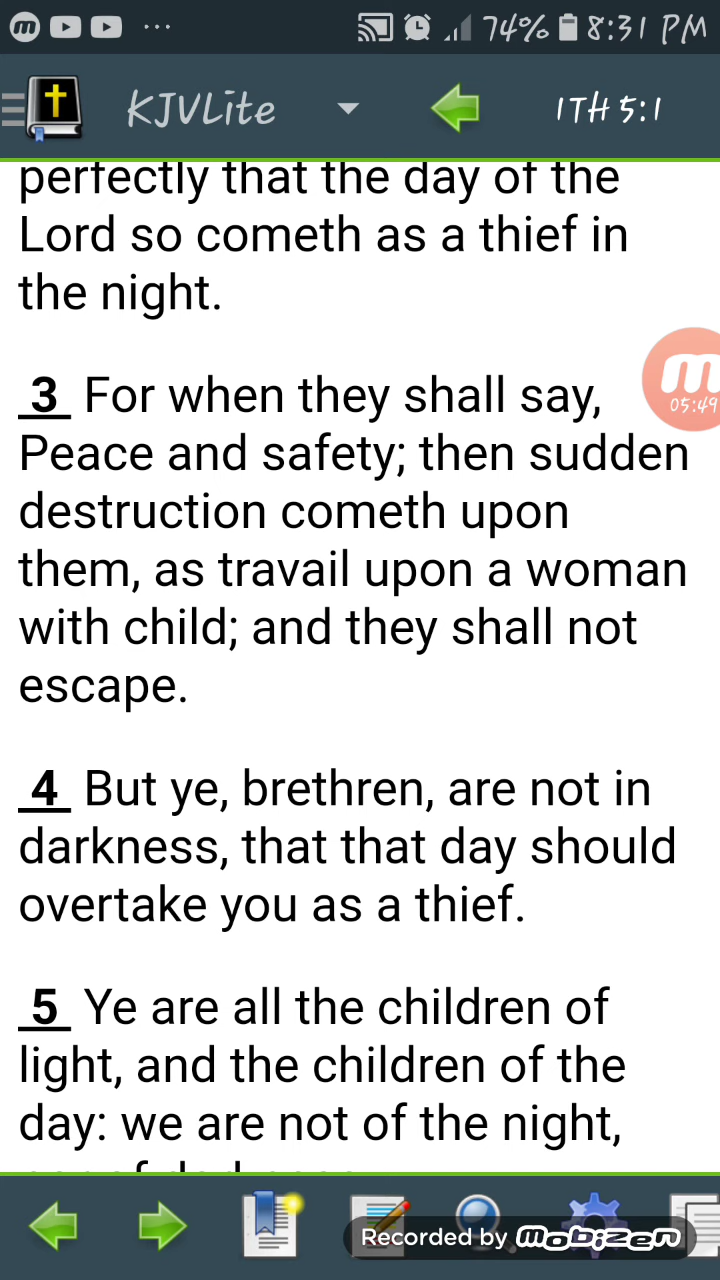 74% 8:31 PM
KJVLite 1TH 5:1
perfectly that the day of the
Lord so cometh as a thief in
the night.
05:49
3 For when they shall say,
Peace and safety; then sudden
destruction cometh upon
them, as travail upon a woman
with child; and they shall not
escape.
4 But ye, brethren, are not in
darkness, that that day should
overtake you as a thief.
5 Ye are all the children of
light, and the children of the
day: we are not of the night,
Recorded by mobizen